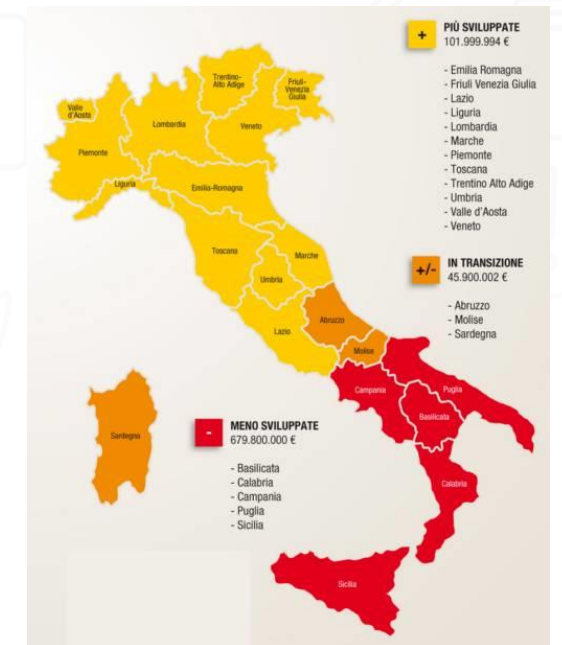 +
PIÙ SVILUPPATE
101.999.994 €
- Emilia Romagna
- Friuli Venezia Giulia
- Lazio
- Liguria
- Lombardia
- Marche
- Piemonte
- Toscana
- Trentino Alto Adige
- Umbria
- Valle d'Aosta
- Veneto
+/-
IN TRANSIZIONE
45.900.002 €
- Abruzzo
- Molise
- Sardegna
-
MENO SVILUPPATE
679.800.000 €
- Basilicata
- Calabria
- Campania
- Puglia
- Sicilia
Trentino-
Alto Adige
Friuli-
Venezia
Giulia
Valle
d'Aosta
Lombardia
Veneto
Piemonte
Liguria
Emilia-Romagna
Toscana
Marche
Umbria
Lazio
Abruzzo
Molise
Campania
Puglia
Basilicata
Sardegna
Calabria
Sicilia